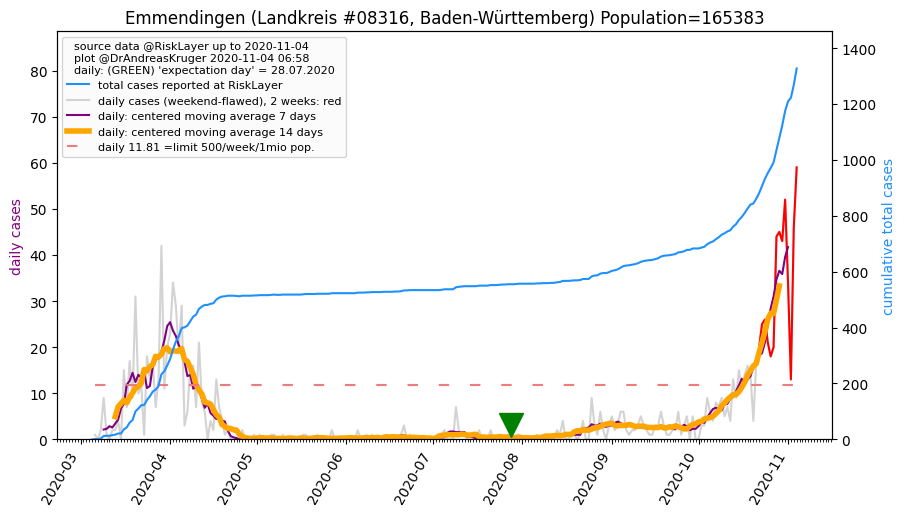 Emmendingen (Landkreis #08316, Baden-Württemberg) Population=165383
source data @RiskLayer up to 2020-11-04
plot @DrAndreasKruger 2020-11-04 06:58
daily: (GREEN) 'expectation day' = 28.07.2020
total cases reported at RiskLayer
daily cases (weekend-flawed), 2 weeks: red
daily: centered moving average 7 days
daily: centered moving average 14 days
daily 11.81 =limit 500/week/1mio pop.
daily cases
80
70
60
50
40
30
20
10
0
1400
1200
1000
800
600
400
200
0
cumulative total cases
2020-03
2020-04
2020-05
2020-06
2020-07
2020-08
2020-09
2020-10
2020-11